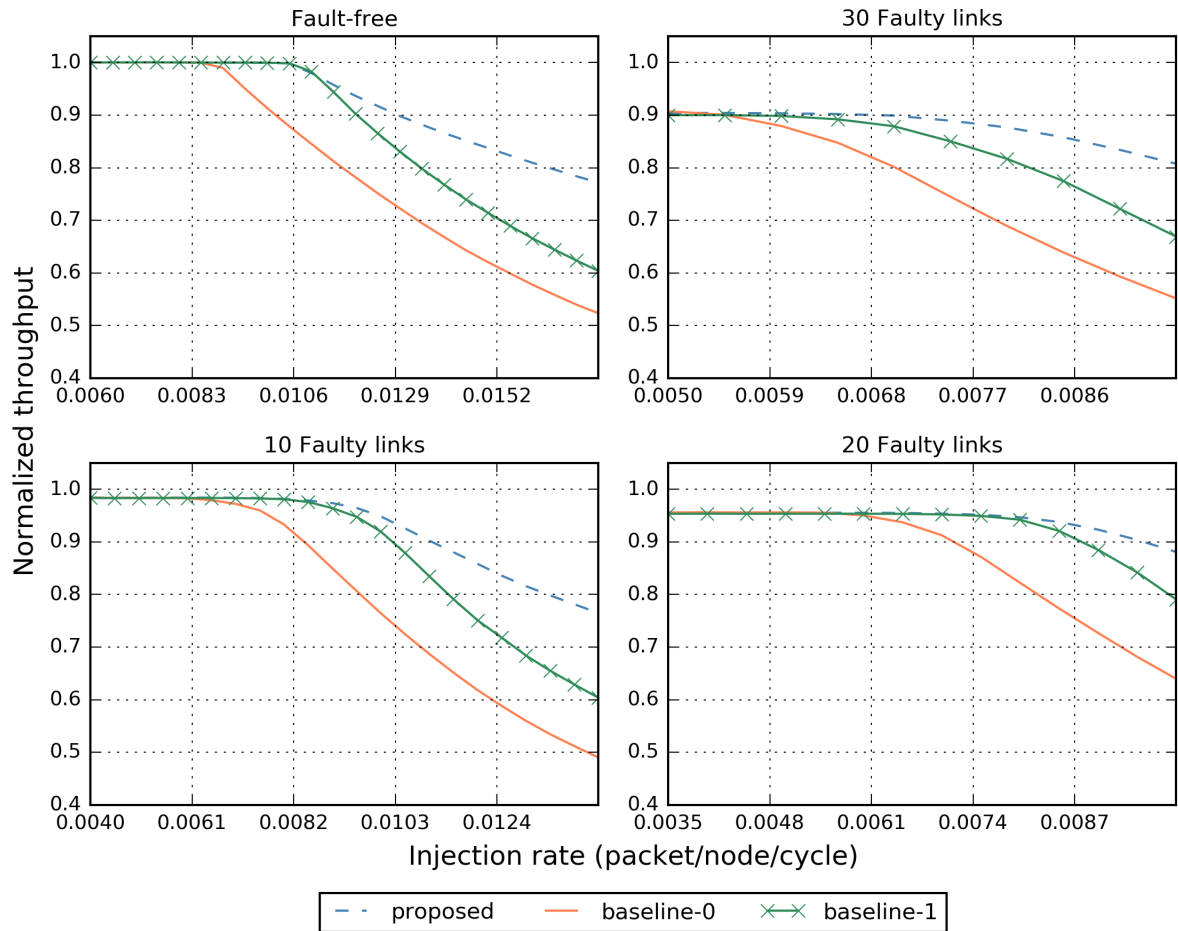 Fault-free
30 Faulty links
1.0
0.9
0.8
0.7
0.6
0.5
0.4
0.0060 0.0083 0.0106 0.0129 0.0152
1.0
0.9
0.8
0.7
0.6
0.5
0.4
0.0050 0.0059 0.0068 0.0077 0.0086
Normalized throughput
10 Faulty links
20 Faulty links
1.0
0.9
0.8
0.7
0.6
0.5
0.4
0.0040 0.0061 0.0082 0.0103 0.0124
1.0
0.9
0.8
0.7
0.6
0.5
0.4
0.0035 0.0048 0.0061 0.0074 0.0087
Injection rate (packet/node/cycle)
proposed baseline-0 baseline-1